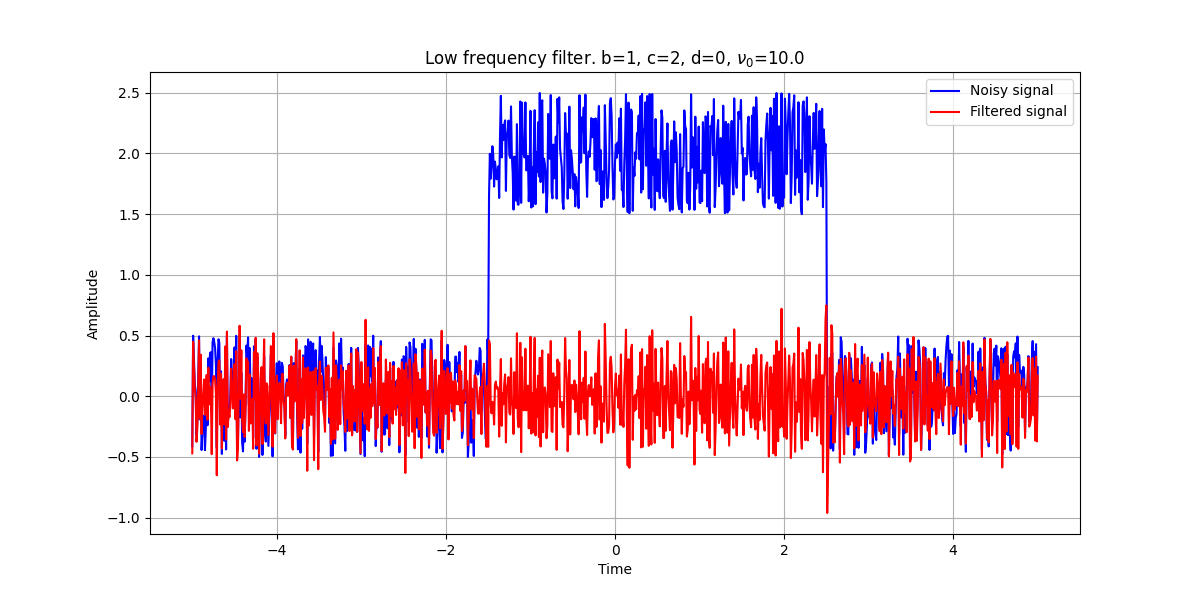 Low frequency filter. b=1, c=2, d=0, ν₀=10.0
Noisy signal
Filtered signal
Amplitude
2.5
2.0
1.5
1.0
0.5
0.0
−0.5
−1.0
−4
−2
0
2
4
Time